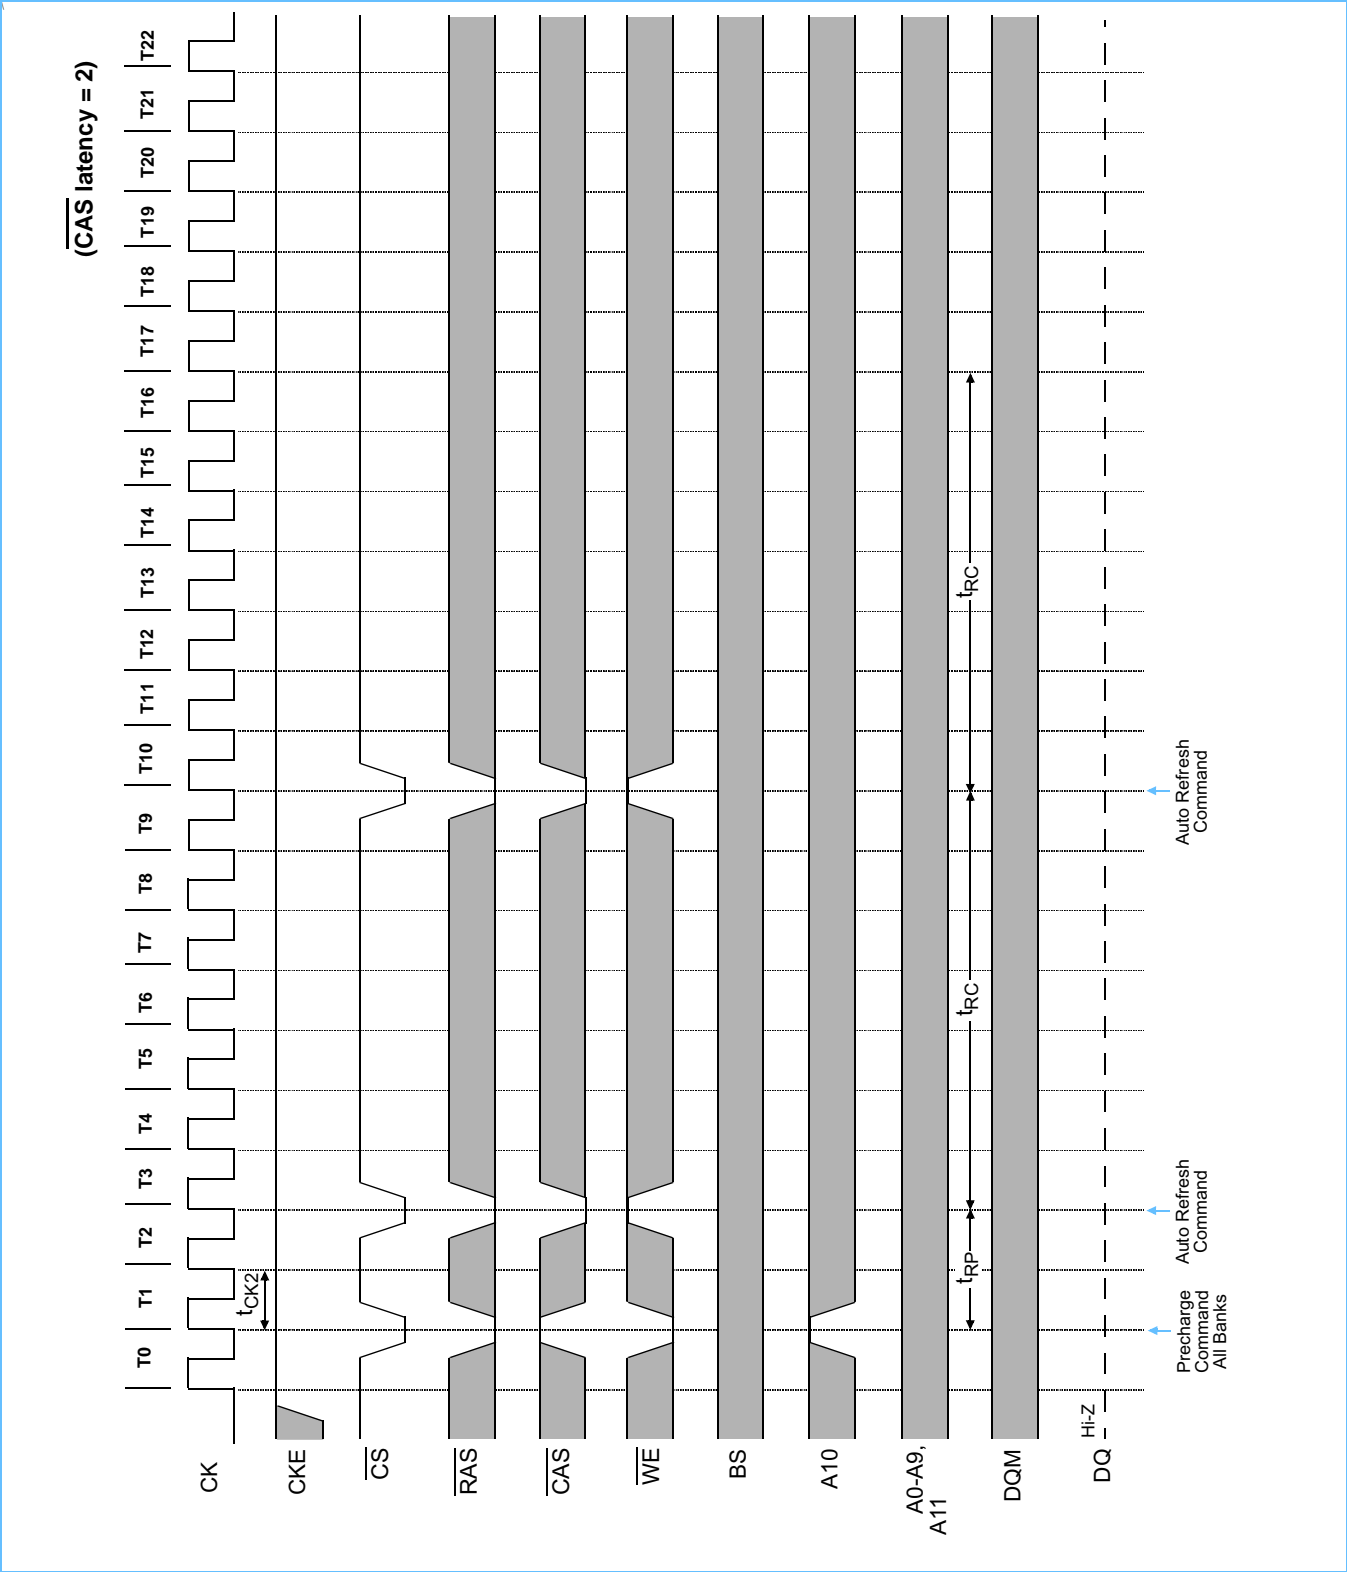 (CAS latency = 2)
T0 T1 T2 T3 T4 T5 T6 T7 T8 T9 T10 T11 T12 T13 T14 T15 T16 T17 T18 T19 T20 T21 T22
CK
tCK2
CKE
CS
RAS
CAS
WE
BS
A10
A0-A9,
A11
tRP
tRC
tRC
DQM
Hi-Z
DQ
Precharge
Command
All Banks
Auto Refresh
Command
Auto Refresh
Command